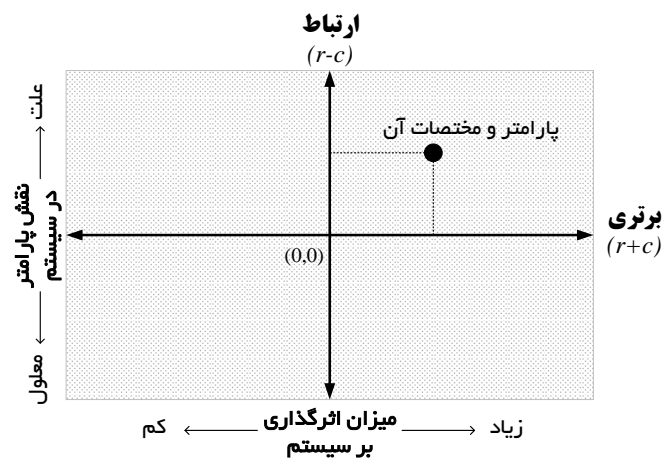 ارتباط
(r-c)
پارامتر و مختصات آن
برتری
(r+c)
(0,0)
علت
نقش پارامتر
در سیستم
معلول
زیاد
میزان اثرگذاری
بر سیستم
کم